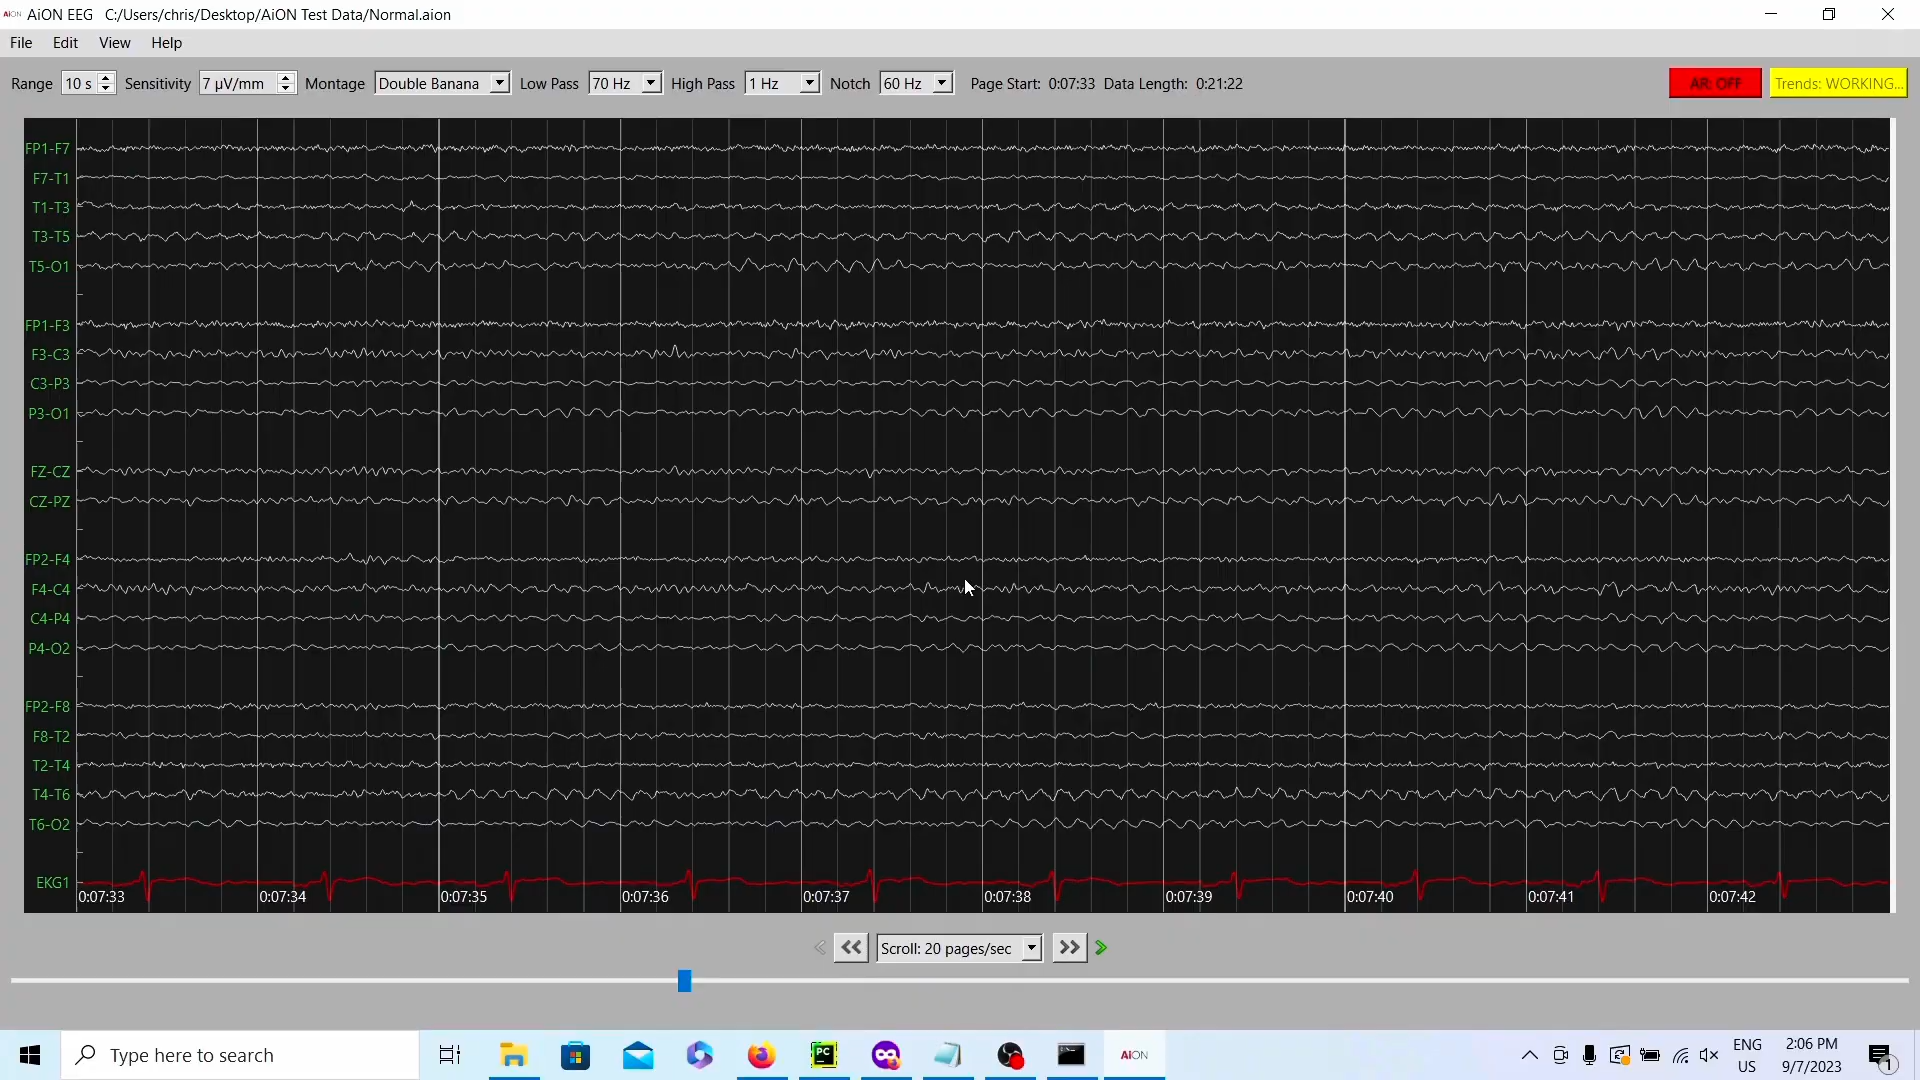 AiON AiON EEG C:/Users/chris/Desktop/AiON Test Data/Normal.aion
File Edit View Help
Range 10 s Sensitivity 7 µV/mm Montage Double Banana Low Pass 70 Hz High Pass 1 Hz Notch 60 Hz Page Start: 0:07:33 Data Length: 0:21:22 AR: OFF Trends: WORKING...
FP1-F7
F7-T1
T1-T3
T3-T5
T5-O1
FP1-F3
F3-C3
C3-P3
P3-O1
FZ-CZ
CZ-PZ
FP2-F4
F4-C4
C4-P4
P4-O2
FP2-F8
F8-T2
T2-T4
T4-T6
T6-O2
EKG1
0:07:33 0:07:34 0:07:35 0:07:36 0:07:37 0:07:38 0:07:39 0:07:40 0:07:41 0:07:42
Scroll: 20 pages/sec
Type here to search PC AiON ENG 2:06 PM
US 9/7/2023 1